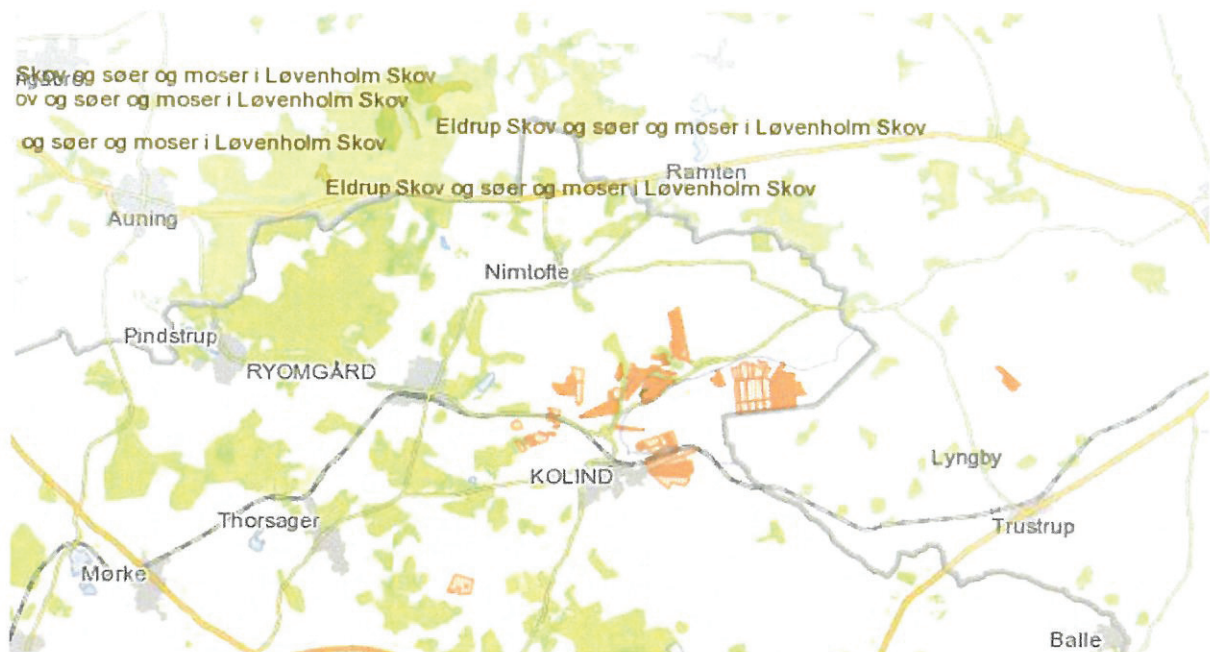 Skov og søer og moser i Løvenholm Skov
ov og søer og moser i Løvenholm Skov
Eldrup Skov og søer og moser i Løvenholm Skov
og søer og moser i Løvenholm Skov
Ramten
Eldrup Skov og søer og moser i Løvenholm Skov
Auning
Nimtofte
Pindstrup
RYOMGÅRD
Lyngby
KOLIND
Thorsager
Trustrup
Mørke
Balle